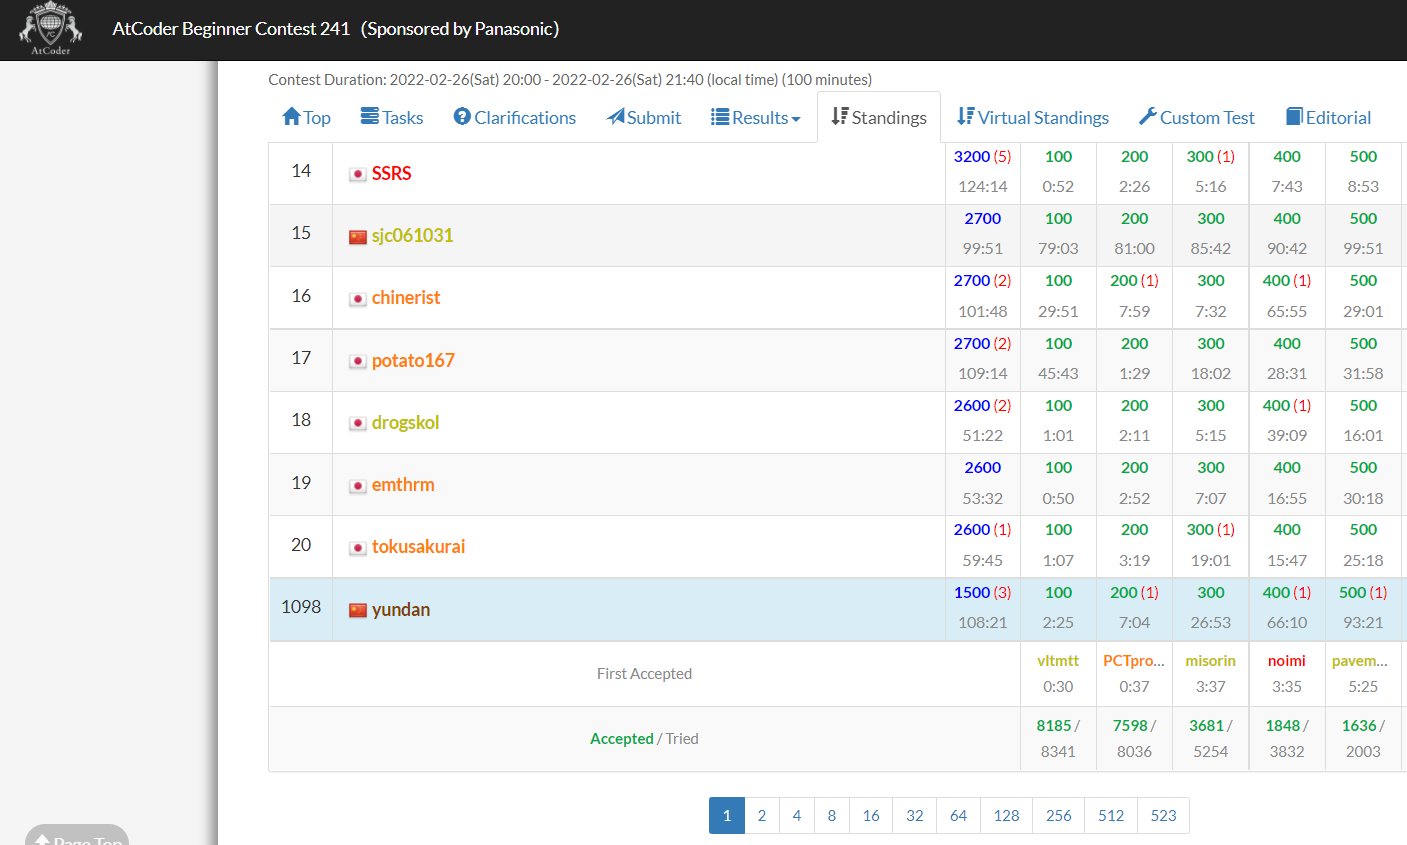 AtCoder
AtCoder Beginner Contest 241 (Sponsored by Panasonic)
Contest Duration: 2022-02-26(Sat) 20:00 - 2022-02-26(Sat) 21:40 (local time) (100 minutes)
Top Tasks Clarifications Submit Results Standings Virtual Standings Custom Test Editorial
14 SSRS 3200 (5) 100 200 300 (1) 400 500
124:14 0:52 2:26 5:16 7:43 8:53
15 sjc061031 2700 100 200 300 400 500
99:51 79:03 81:00 85:42 90:42 99:51
16 chinerist 2700 (2) 100 200 (1) 300 400 (1) 500
101:48 29:51 7:59 7:32 65:55 29:01
17 potato167 2700 (2) 100 200 300 400 500
109:14 45:43 1:29 18:02 28:31 31:58
18 drogskol 2600 (2) 100 200 300 400 (1) 500
51:22 1:01 2:11 5:15 39:09 16:01
19 emthrm 2600 100 200 300 400 500
53:32 0:50 2:52 7:07 16:55 30:18
20 tokusakurai 2600 (1) 100 200 300 (1) 400 500
59:45 1:07 3:19 19:01 15:47 25:18
1098 yundan 1500 (3) 100 200 (1) 300 400 (1) 500 (1)
108:21 2:25 7:04 26:53 66:10 93:21
First Accepted vltmtt PCTpro... misorin noimi pavem...
0:30 0:37 3:37 3:35 5:25
Accepted / Tried 8185 / 7598 / 3681 / 1848 / 1636 /
8341 8036 5254 3832 2003
1 2 4 8 16 32 64 128 256 512 523
Page Top